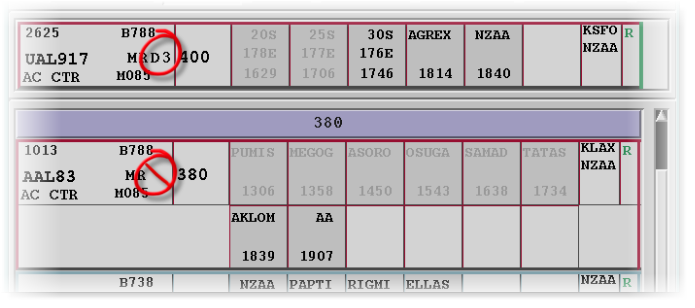 2625 B788 20S 25S 30S AGREX NZAA KSFO R
178E 177E 176E NZAA
UAL917 MRD3 400
AC CTR M085 1629 1706 1746 1814 1840
380
1013 B788 PUMIS MEGOG ASORO OSUGA SAMAD TATAS KLAX R
NZAA
AAL83 MR 380
AC CTR M085 1306 1358 1450 1543 1638 1734
AKLOM AA
1839 1907
B738 NZAA PAPTI RIGMI ELLAS NZAA R